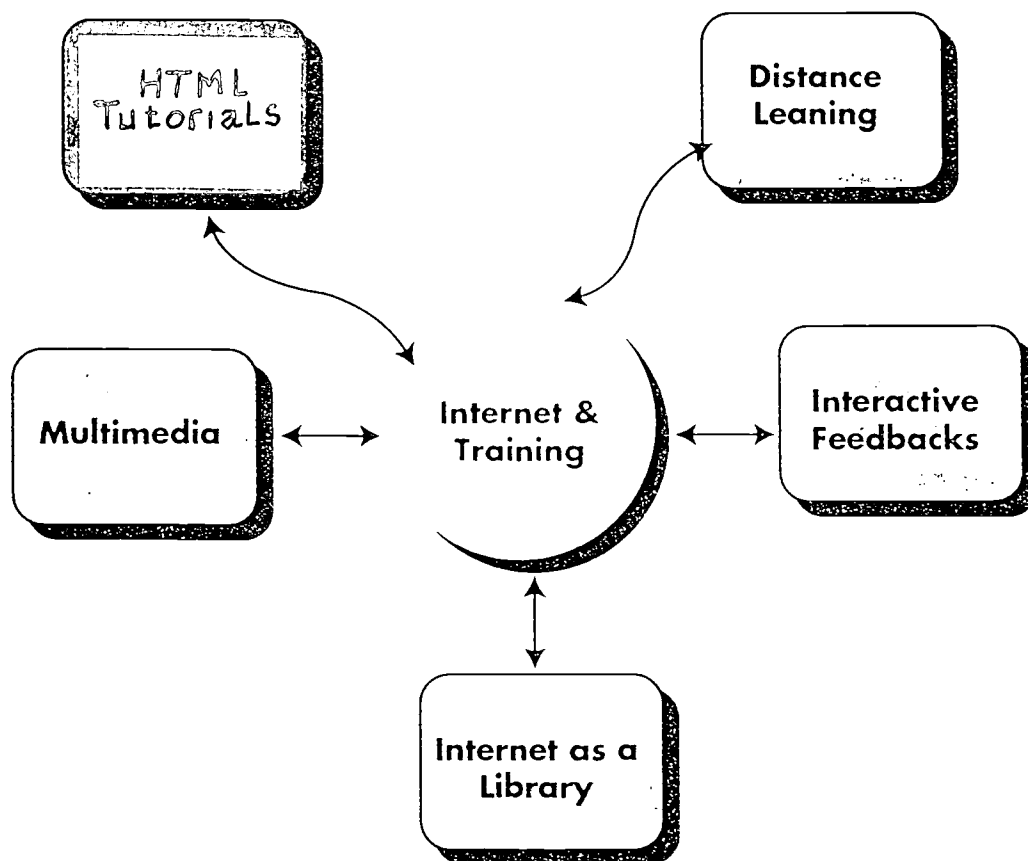 HTML
Tutorials
Distance
Leaning
Multimedia
Internet &
Training
Interactive
Feedbacks
Internet as a
Library